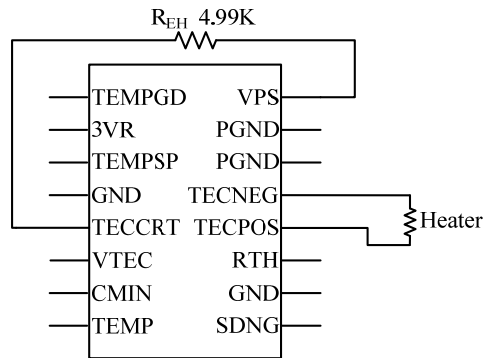 REH 4.99K
TEMPGD VPS
3VR PGND
TEMPSP PGND
GND TECNEG
TECCRT TECPOS
Heater
VTEC RTH
CMIN GND
TEMP SDNG